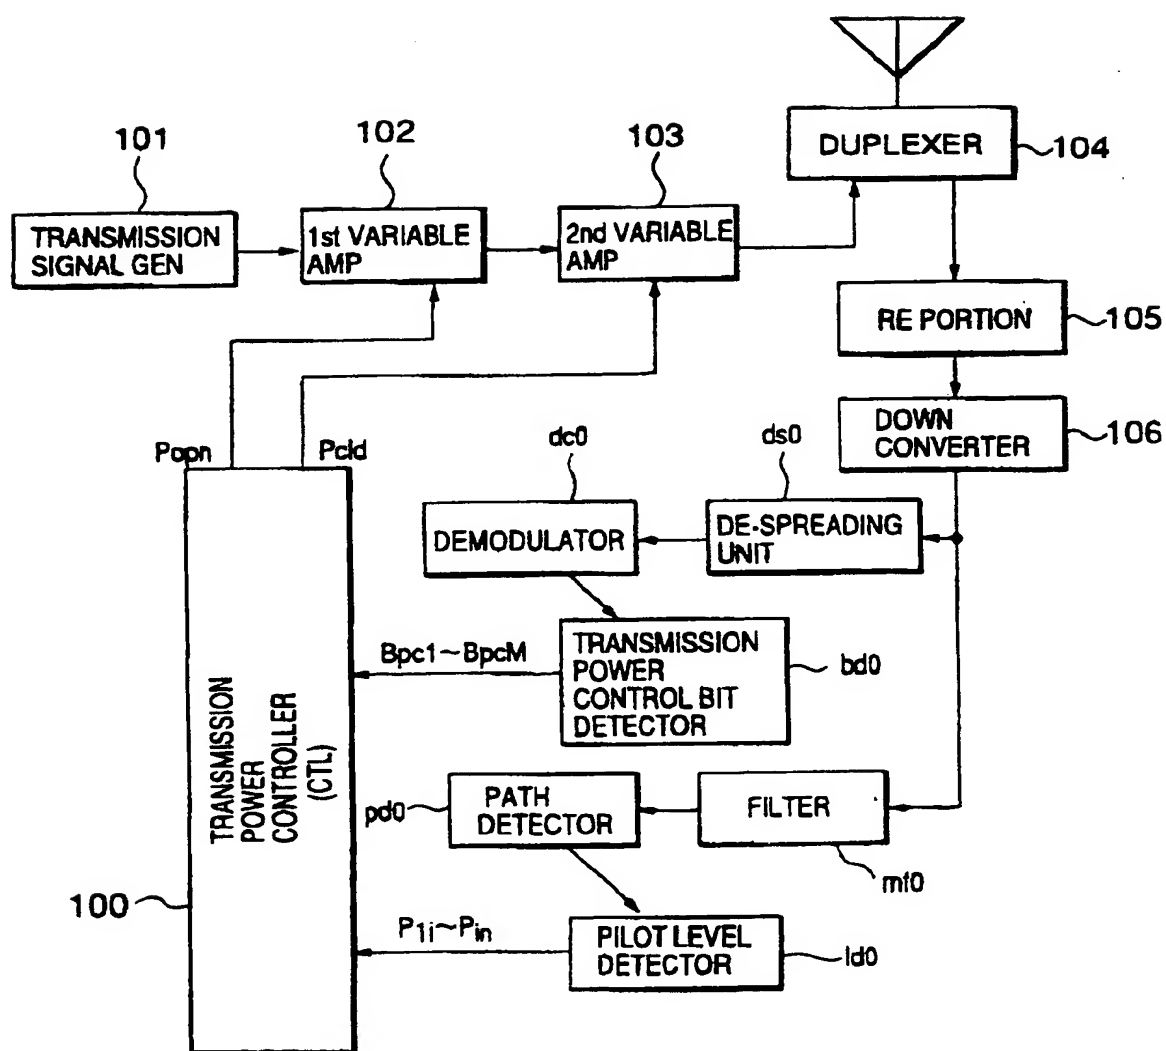 101
102
103
DUPLEXER
104
TRANSMISSION
SIGNAL GEN
1st VARIABLE
AMP
2nd VARIABLE
AMP
RE PORTION
105
DOWN
CONVERTER
106
Popn
Pcld
dc0
ds0
DEMODULATOR
DE-SPREADING
UNIT
Bpc1~BpcM
TRANSMISSION
POWER
CONTROL BIT
DETECTOR
bd0
TRANSMISSION
POWER
CONTROLLER
(CTL)
pd0
PATH
DETECTOR
FILTER
mf0
100
P1i~Pin
PILOT LEVEL
DETECTOR
ld0